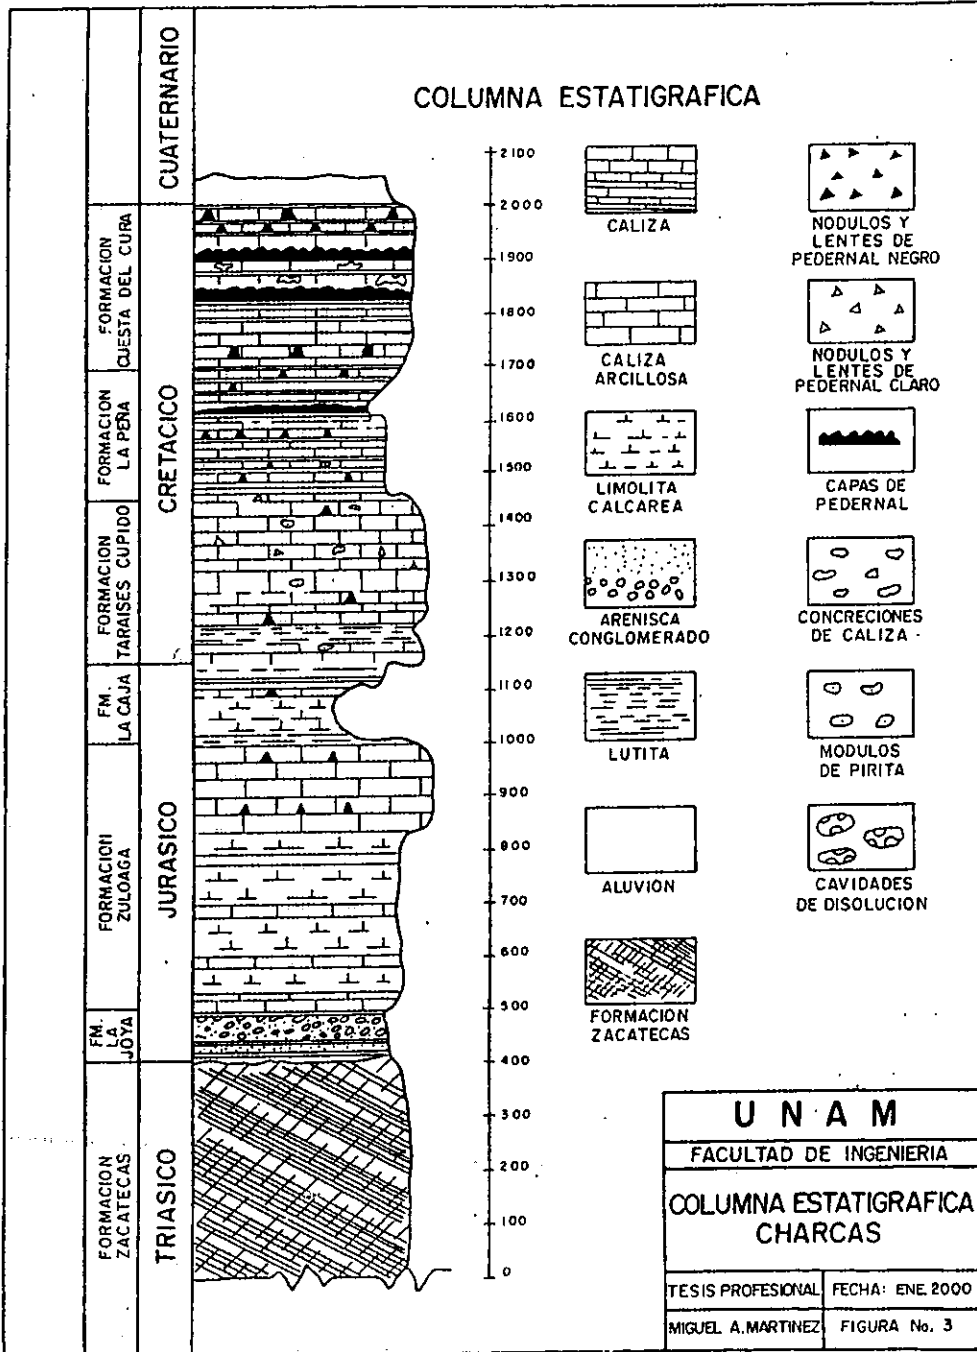 COLUMNA ESTATIGRAFICA
CUATERNARIO
CRETACICO
JURASICO
TRIASICO
FORMACION
CUESTA DEL CURA
FORMACION
LA PEÑA
FORMACION
TARAISES CUPIDO
FM.
LA CAJA
FORMACION
ZULOAGA
FM.
LA
JOYA
FORMACION
ZACATECAS
2100
2000
1900
1800
1700
1600
1500
1400
1300
1200
1100
1000
900
800
700
600
500
400
300
200
100
0
CALIZA
CALIZA
ARCILLOSA
LIMOLITA
CALCAREA
ARENISCA
CONGLOMERADO
LUTITA
ALUVION
FORMACION
ZACATECAS
NODULOS Y
LENTES DE
PEDERNAL NEGRO
NODULOS Y
LENTES DE
PEDERNAL CLARO
CAPAS DE
PEDERNAL
CONCRECIONES
DE CALIZA
MODULOS
DE PIRITA
CAVIDADES
DE DISOLUCION
UNAM
FACULTAD DE INGENIERIA
COLUMNA ESTATIGRAFICA
CHARCAS
TESIS PROFESIONAL
FECHA: ENE. 2000
MIGUEL A. MARTINEZ
FIGURA No. 3